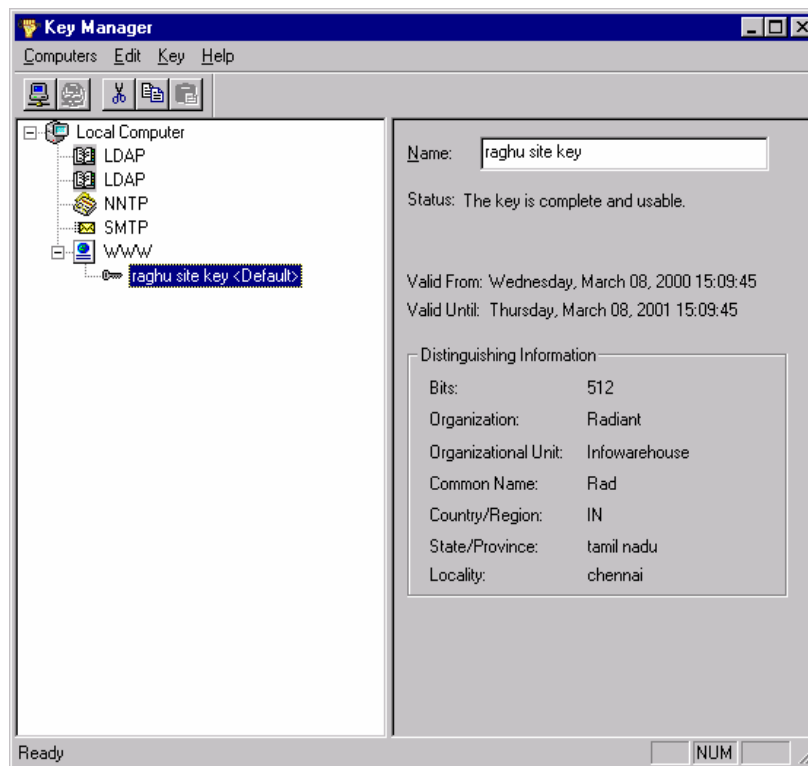 Key Manager
Computers Edit Key Help
Local Computer
LDAP
LDAP
NNTP
SMTP
WWW
raghu site key <Default>
Name: raghu site key
Status: The key is complete and usable.
Valid From: Wednesday, March 08, 2000 15:09:45
Valid Until: Thursday, March 08, 2001 15:09:45
Distinguishing Information
Bits: 512
Organization: Radiant
Organizational Unit: Infowarehouse
Common Name: Rad
Country/Region: IN
State/Province: tamil nadu
Locality: chennai
Ready NUM